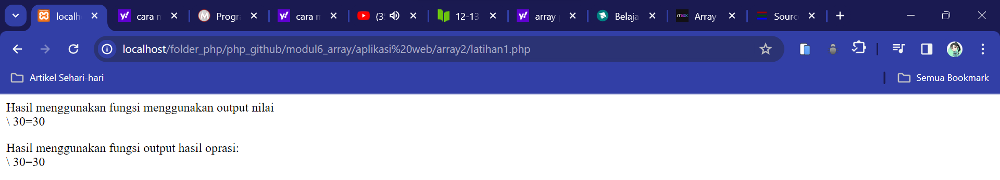 localh
cara m
Progra
cara m
(3
12-13
array
Belaja
Array
Sourc
localhost/folder_php/php_github/modul6_array/aplikasi%20web/array2/latihan1.php
Artikel Sehari-hari
Semua Bookmark
Hasil menggunakan fungsi menggunakan output nilai
\ 30=30
Hasil menggunakan fungsi output hasil oprasi:
\ 30=30